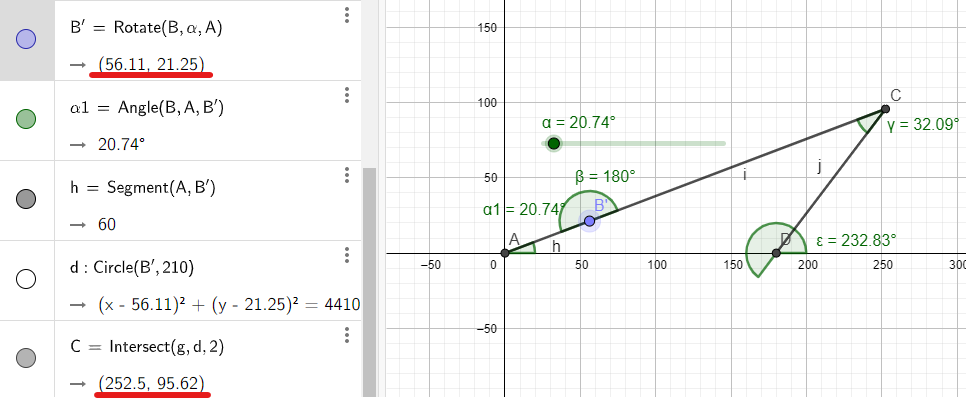 B′ = Rotate(B, α, A)
→ (56.11, 21.25)
α1 = Angle(B, A, B′)
→ 20.74°
h = Segment(A, B′)
→ 60
d : Circle(B′, 210)
→ (x - 56.11)² + (y - 21.25)² = 4410
C = Intersect(g, d, 2)
→ (252.5, 95.62)
150
100
C
α = 20.74°
γ = 32.09°
50
β = 180°
i
j
α1 = 20.74°
B'
A
h
D
ε = 232.83°
−50
0
50
100
150
200
250
300
−50